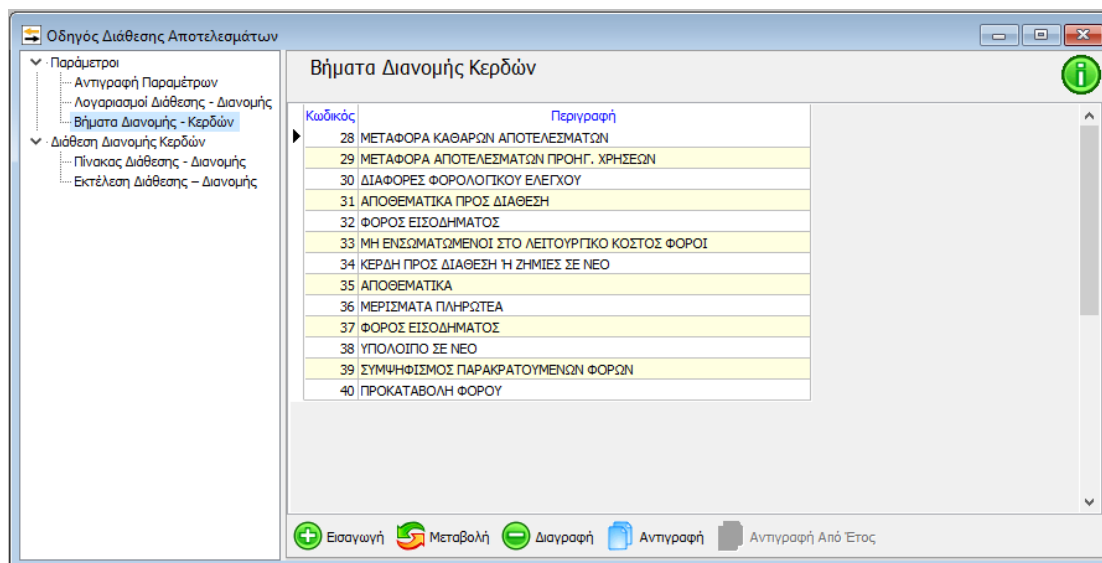 Οδηγός Διάθεσης Αποτελεσμάτων
Παράμετροι
Αντιγραφή Παραμέτρων
Λογαριασμοί Διάθεσης - Διανομής
Βήματα Διανομής - Κερδών
Διάθεση Διανομής Κερδών
Πίνακας Διάθεσης - Διανομής
Εκτέλεση Διάθεσης – Διανομής
Βήματα Διανομής Κερδών
Κωδικός Περιγραφή
28 ΜΕΤΑΦΟΡΑ ΚΑΘΑΡΩΝ ΑΠΟΤΕΛΕΣΜΑΤΩΝ
29 ΜΕΤΑΦΟΡΑ ΑΠΟΤΕΛΕΣΜΑΤΩΝ ΠΡΟΗΓ. ΧΡΗΣΕΩΝ
30 ΔΙΑΦΟΡΕΣ ΦΟΡΟΛΟΓΙΚΟΥ ΕΛΕΓΧΟΥ
31 ΑΠΟΘΕΜΑΤΙΚΑ ΠΡΟΣ ΔΙΑΘΕΣΗ
32 ΦΟΡΟΣ ΕΙΣΟΔΗΜΑΤΟΣ
33 ΜΗ ΕΝΣΩΜΑΤΩΜΕΝΟΙ ΣΤΟ ΛΕΙΤΟΥΡΓΙΚΟ ΚΟΣΤΟΣ ΦΟΡΟΙ
34 ΚΕΡΔΗ ΠΡΟΣ ΔΙΑΘΕΣΗ Ή ΖΗΜΙΕΣ ΣΕ ΝΕΟ
35 ΑΠΟΘΕΜΑΤΙΚΑ
36 ΜΕΡΙΣΜΑΤΑ ΠΛΗΡΩΤΕΑ
37 ΦΟΡΟΣ ΕΙΣΟΔΗΜΑΤΟΣ
38 ΥΠΟΛΟΙΠΟ ΣΕ ΝΕΟ
39 ΣΥΜΨΗΦΙΣΜΟΣ ΠΑΡΑΚΡΑΤΟΥΜΕΝΩΝ ΦΟΡΩΝ
40 ΠΡΟΚΑΤΑΒΟΛΗ ΦΟΡΟΥ
Εισαγωγή Μεταβολή Διαγραφή Αντιγραφή Αντιγραφή Από Έτος